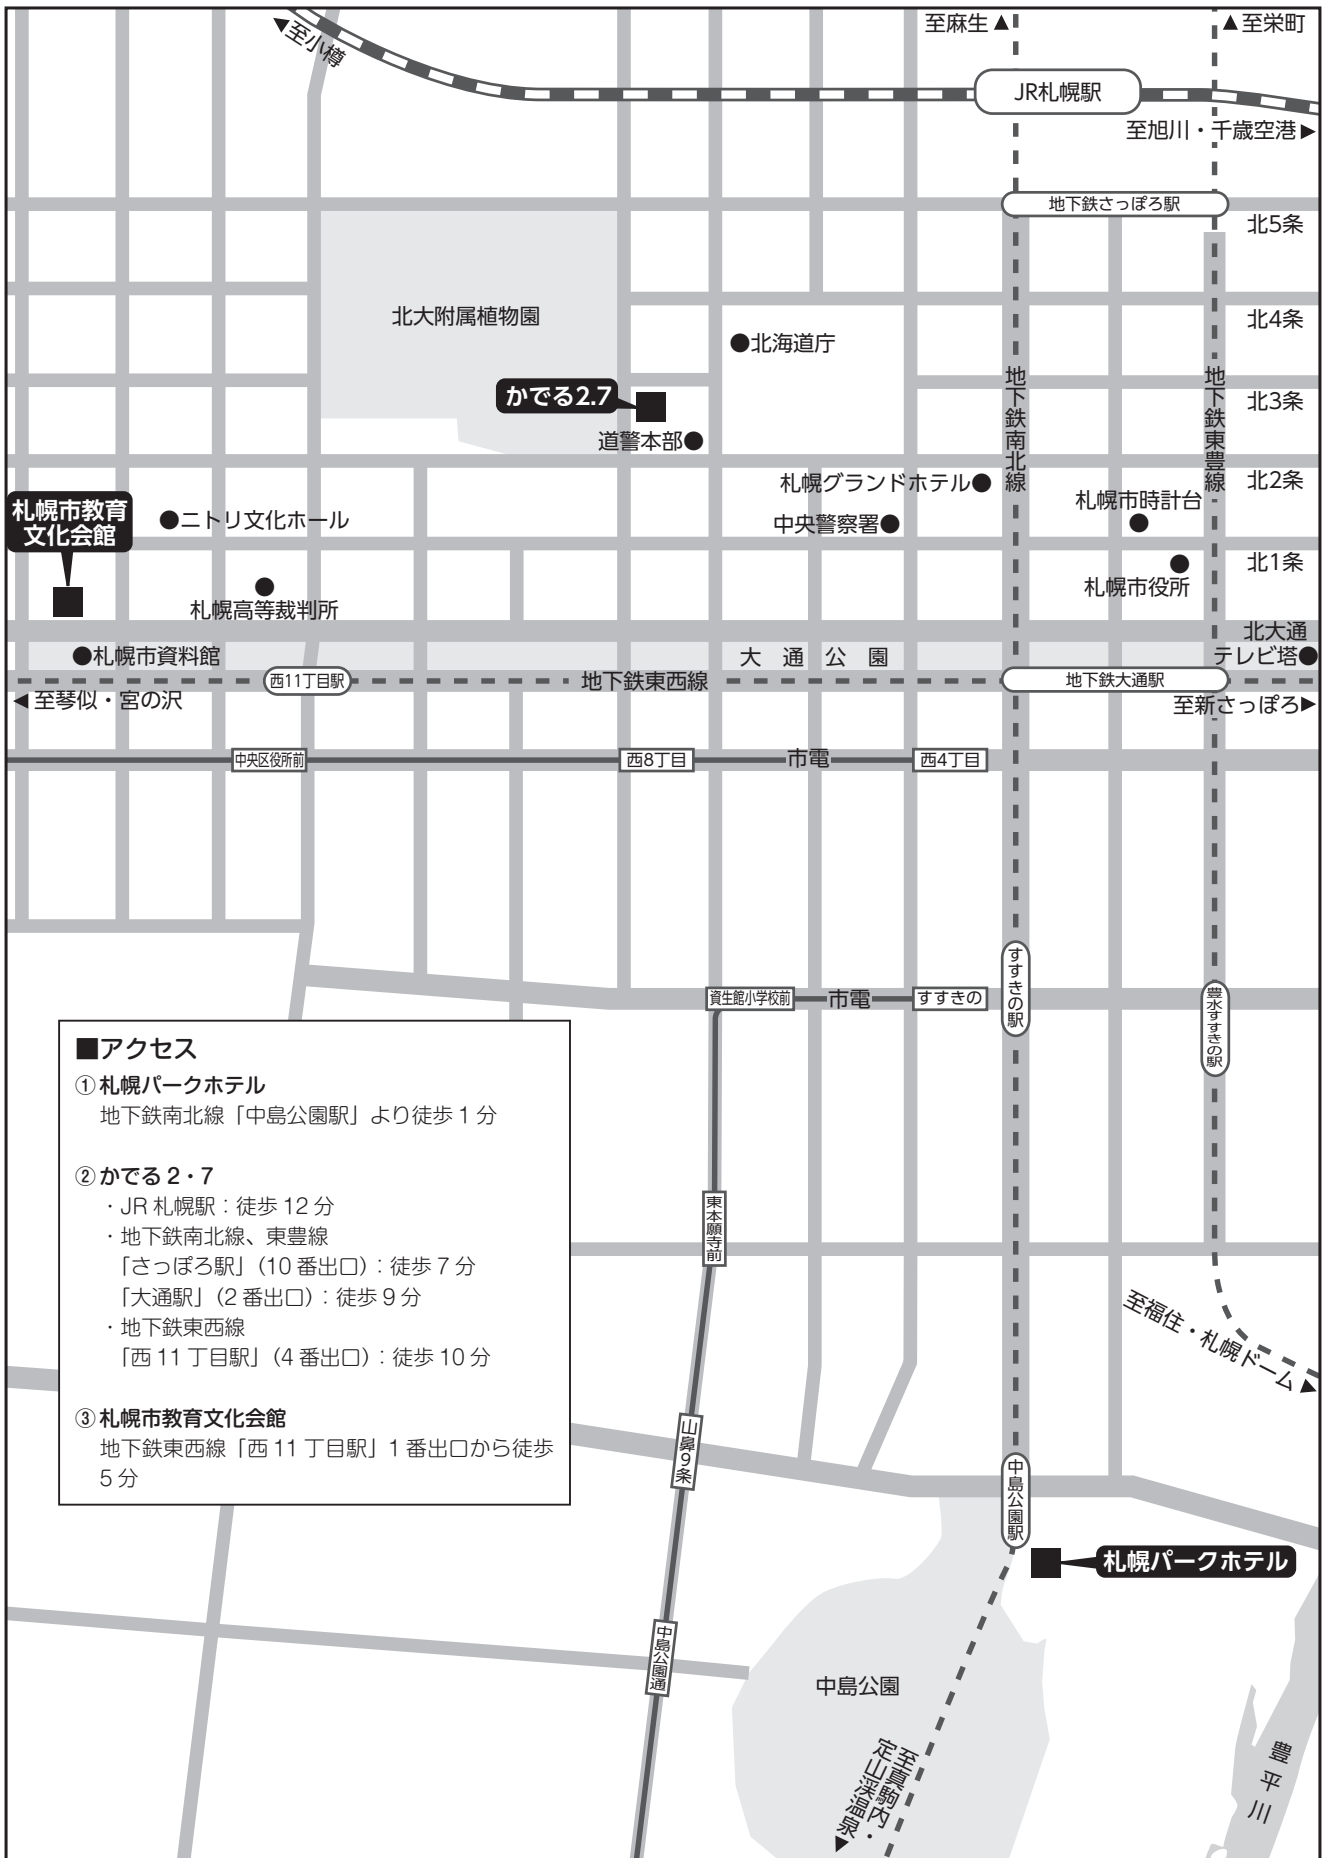 ◀至小樽
至麻生▲
▲至栄町
JR札幌駅
至旭川・千歳空港▶
地下鉄さっぽろ駅
北5条
北大附属植物園
北4条
●北海道庁
地下鉄南北線
地下鉄東豊線
かでる2.7
北3条
道警本部●
札幌グランドホテル●
北2条
札幌市時計台
札幌市教育
文化会館
●ニトリ文化ホール
中央警察署●
北1条
札幌市役所
札幌高等裁判所
北大通
●札幌市資料館
大通公園
テレビ塔●
西11丁目駅
地下鉄東西線
地下鉄大通駅
◀至琴似・宮の沢
至新さっぽろ▶
中央区役所前
西8丁目
市電
西4丁目
すすきの駅
豊水すすきの駅
資生館小学校前
市電
すすきの
■アクセス
①札幌パークホテル
地下鉄南北線「中島公園駅」より徒歩1分
②かでる2・7
・JR札幌駅：徒歩12分
・地下鉄南北線、東豊線
「さっぽろ駅」（10番出口）：徒歩7分
「大通駅」（2番出口）：徒歩9分
・地下鉄東西線
「西11丁目駅」（4番出口）：徒歩10分
③札幌市教育文化会館
地下鉄東西線「西11丁目駅」1番出口から徒歩
5分
東本願寺前
至福住・札幌ドーム▶
山鼻9条
中島公園駅
札幌パークホテル
中島公園通
中島公園
至真駒内・
定山渓温泉▶
豊平川